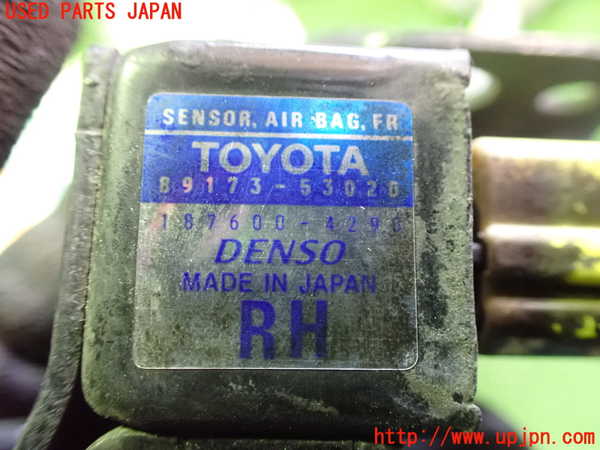 USED PARTS JAPAN
SENSOR, AIR BAG, FR
TOYOTA
89173-53020
187600-4290
DENSO
MADE IN JAPAN
RH
http://www.upjpn.com